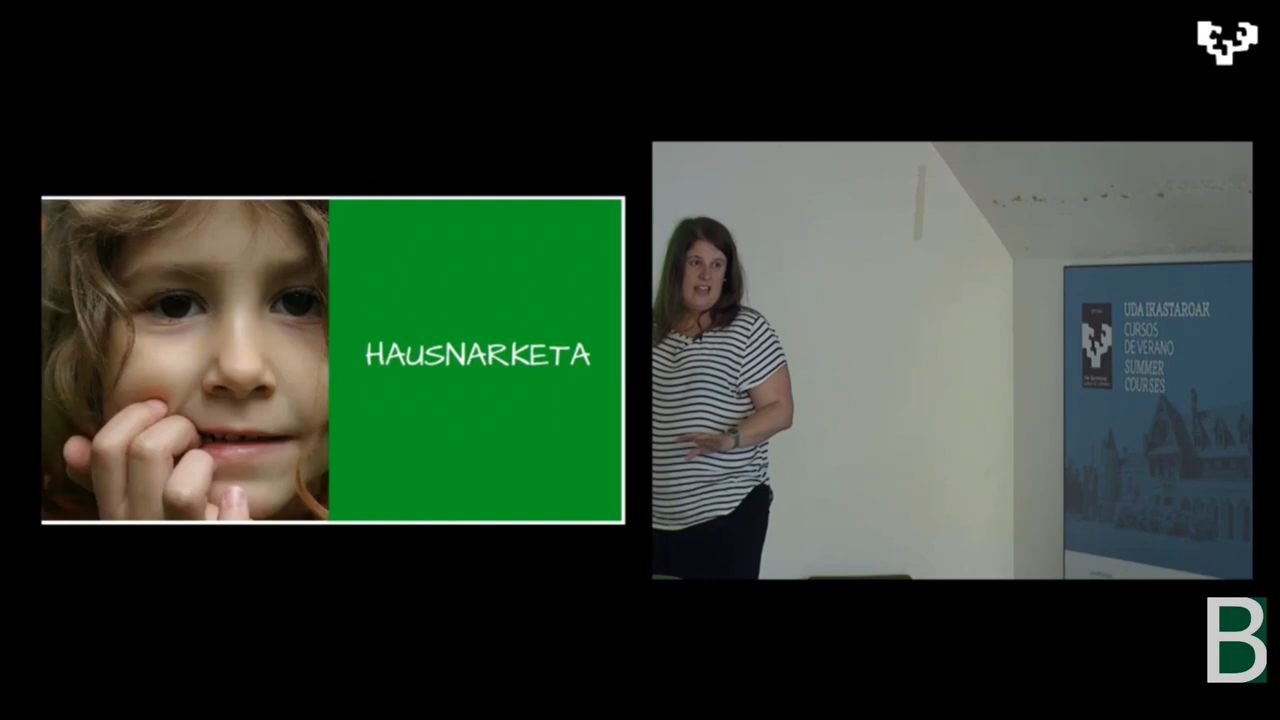 HAUSNARKETA
UDA IKASTAROAK
CURSOS
DE VERANO
SUMMER
COURSES
B